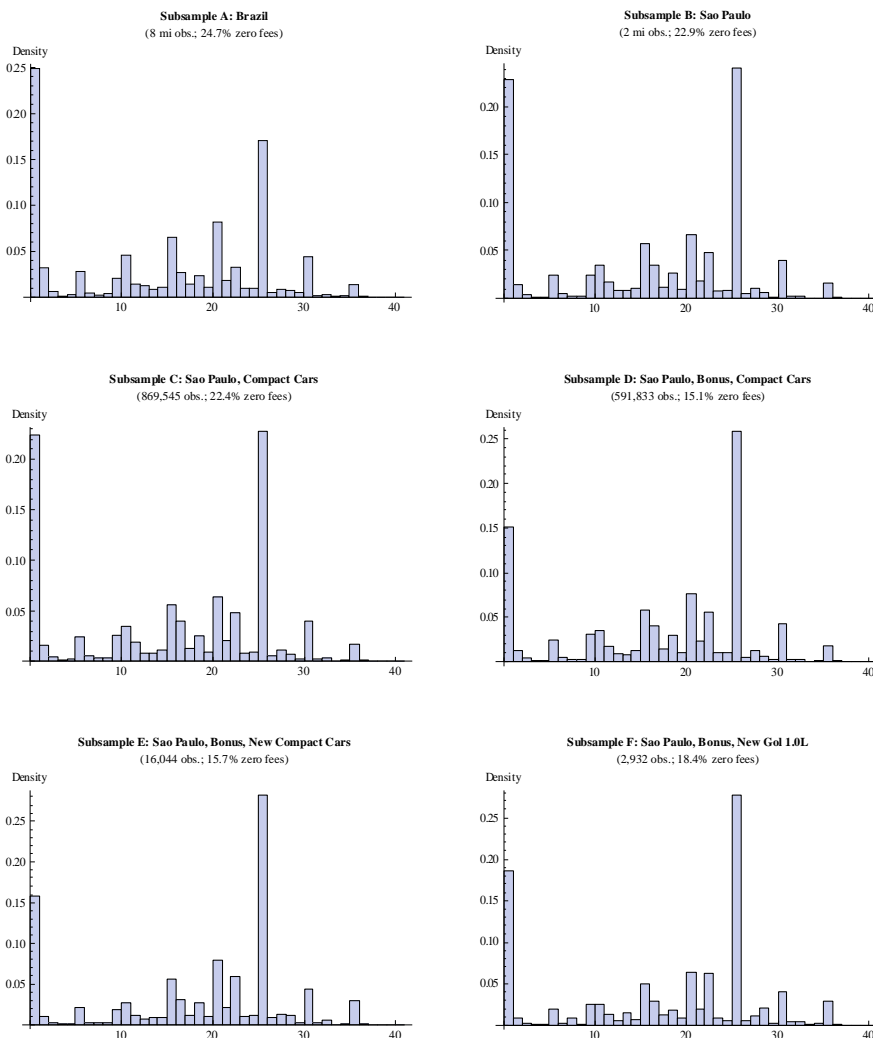 Subsample A: Brazil
(8 mi obs.; 24.7% zero fees)
Density
0.25
0.20
0.15
0.10
0.05
10
20
30
40
Subsample B: Sao Paulo
(2 mi obs.; 22.9% zero fees)
Density
0.20
0.15
0.10
0.05
10
20
30
40
Subsample C: Sao Paulo, Compact Cars
(869,545 obs.; 22.4% zero fees)
Density
0.20
0.15
0.10
0.05
10
20
30
40
Subsample D: Sao Paulo, Bonus, Compact Cars
(591,833 obs.; 15.1% zero fees)
Density
0.25
0.20
0.15
0.10
0.05
10
20
30
40
Subsample E: Sao Paulo, Bonus, New Compact Cars
(16,044 obs.; 15.7% zero fees)
Density
0.25
0.20
0.15
0.10
0.05
10
20
30
40
Subsample F: Sao Paulo, Bonus, New Gol 1.0L
(2,932 obs.; 18.4% zero fees)
Density
0.25
0.20
0.15
0.10
0.05
10
20
30
40